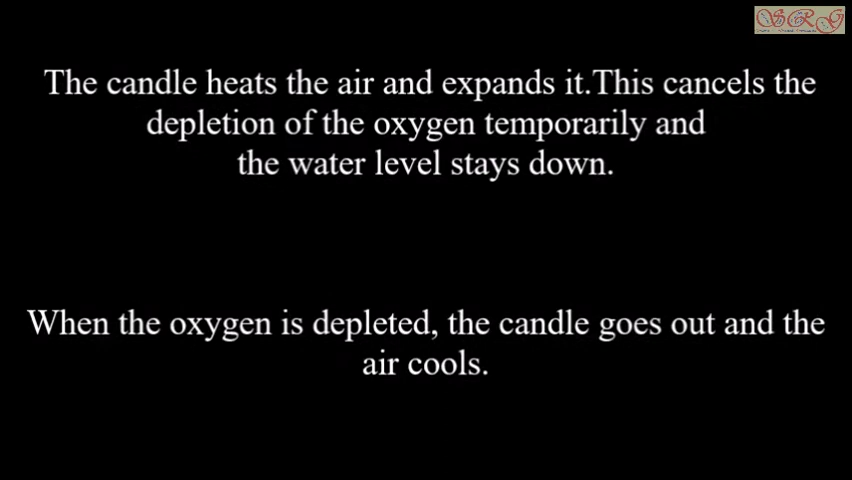 SRG
The candle heats the air and expands it.This cancels the
depletion of the oxygen temporarily and
the water level stays down.
When the oxygen is depleted, the candle goes out and the
air cools.